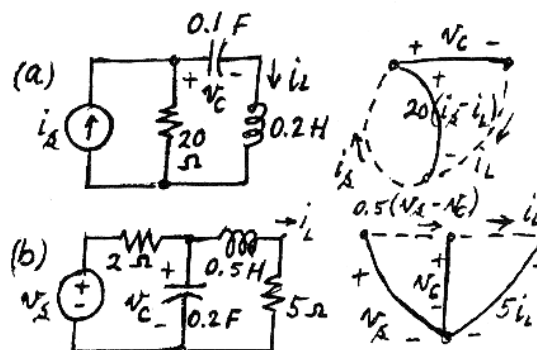 (a) 0.1 F + v_C - i_s 20 Ω i_L 0.2 H
+ v_C - + 20(i_s - i_L) - i_s i_L
(b) v_s + - 2 Ω + v_C - 0.2 F 0.5 H i_L 5 Ω
0.5(v_s - v_C) i_L + v_s - + v_C - 5 i_L -